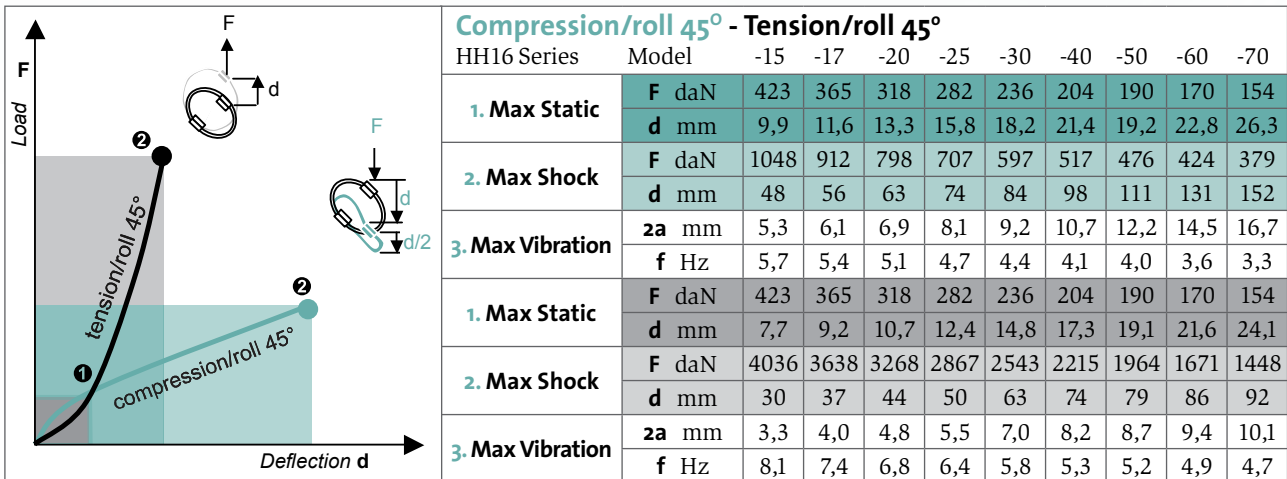 F
Load
F
d
❷
F
d
d/2
tension/roll 45°
❷
❶
compression/roll 45°
Deflection d
Compression/roll 45° - Tension/roll 45°
HH16 Series Model -15 -17 -20 -25 -30 -40 -50 -60 -70
1. Max Static
F daN 423 365 318 282 236 204 190 170 154
d mm 9,9 11,6 13,3 15,8 18,2 21,4 19,2 22,8 26,3
2. Max Shock
F daN 1048 912 798 707 597 517 476 424 379
d mm 48 56 63 74 84 98 111 131 152
3. Max Vibration
2a mm 5,3 6,1 6,9 8,1 9,2 10,7 12,2 14,5 16,7
f Hz 5,7 5,4 5,1 4,7 4,4 4,1 4,0 3,6 3,3
1. Max Static
F daN 423 365 318 282 236 204 190 170 154
d mm 7,7 9,2 10,7 12,4 14,8 17,3 19,1 21,6 24,1
2. Max Shock
F daN 4036 3638 3268 2867 2543 2215 1964 1671 1448
d mm 30 37 44 50 63 74 79 86 92
3. Max Vibration
2a mm 3,3 4,0 4,8 5,5 7,0 8,2 8,7 9,4 10,1
f Hz 8,1 7,4 6,8 6,4 5,8 5,3 5,2 4,9 4,7